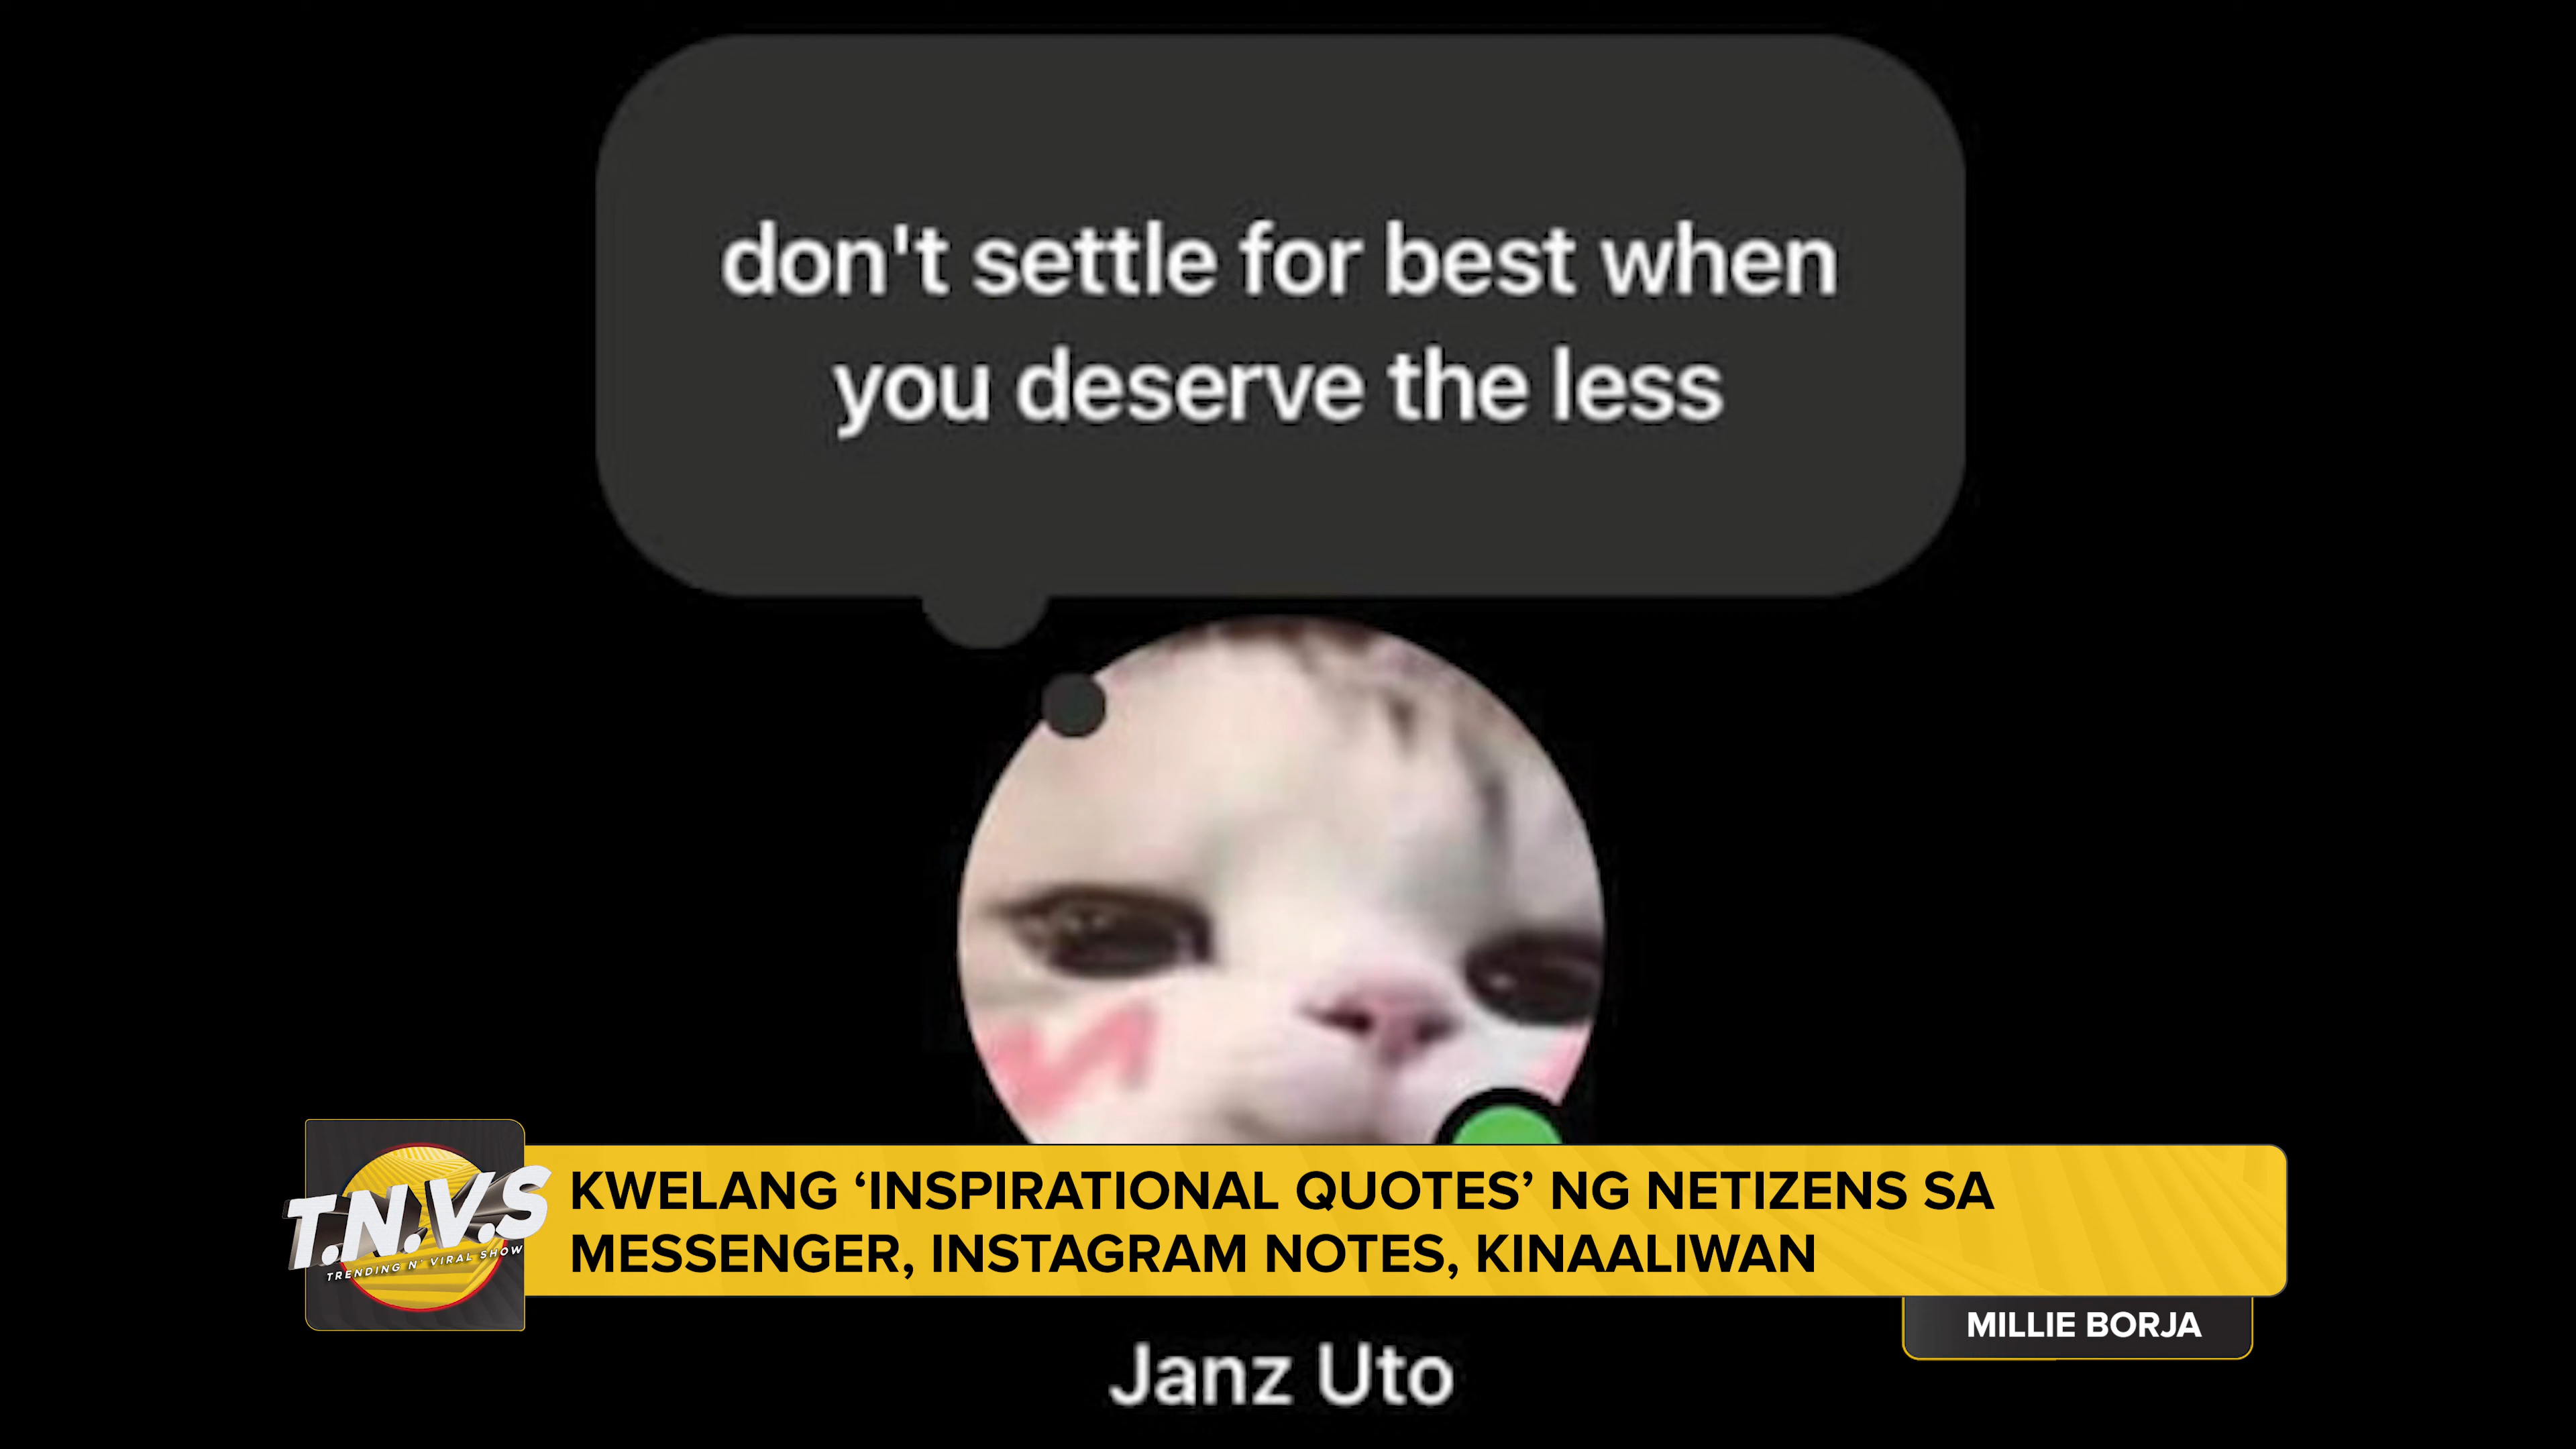 don't settle for best when
you deserve the less
T.N.V.S
TRENDING N' VIRAL SHOW
KWELANG ‘INSPIRATIONAL QUOTES’ NG NETIZENS SA
MESSENGER, INSTAGRAM NOTES, KINAALIWAN
MILLIE BORJA
Janz Uto